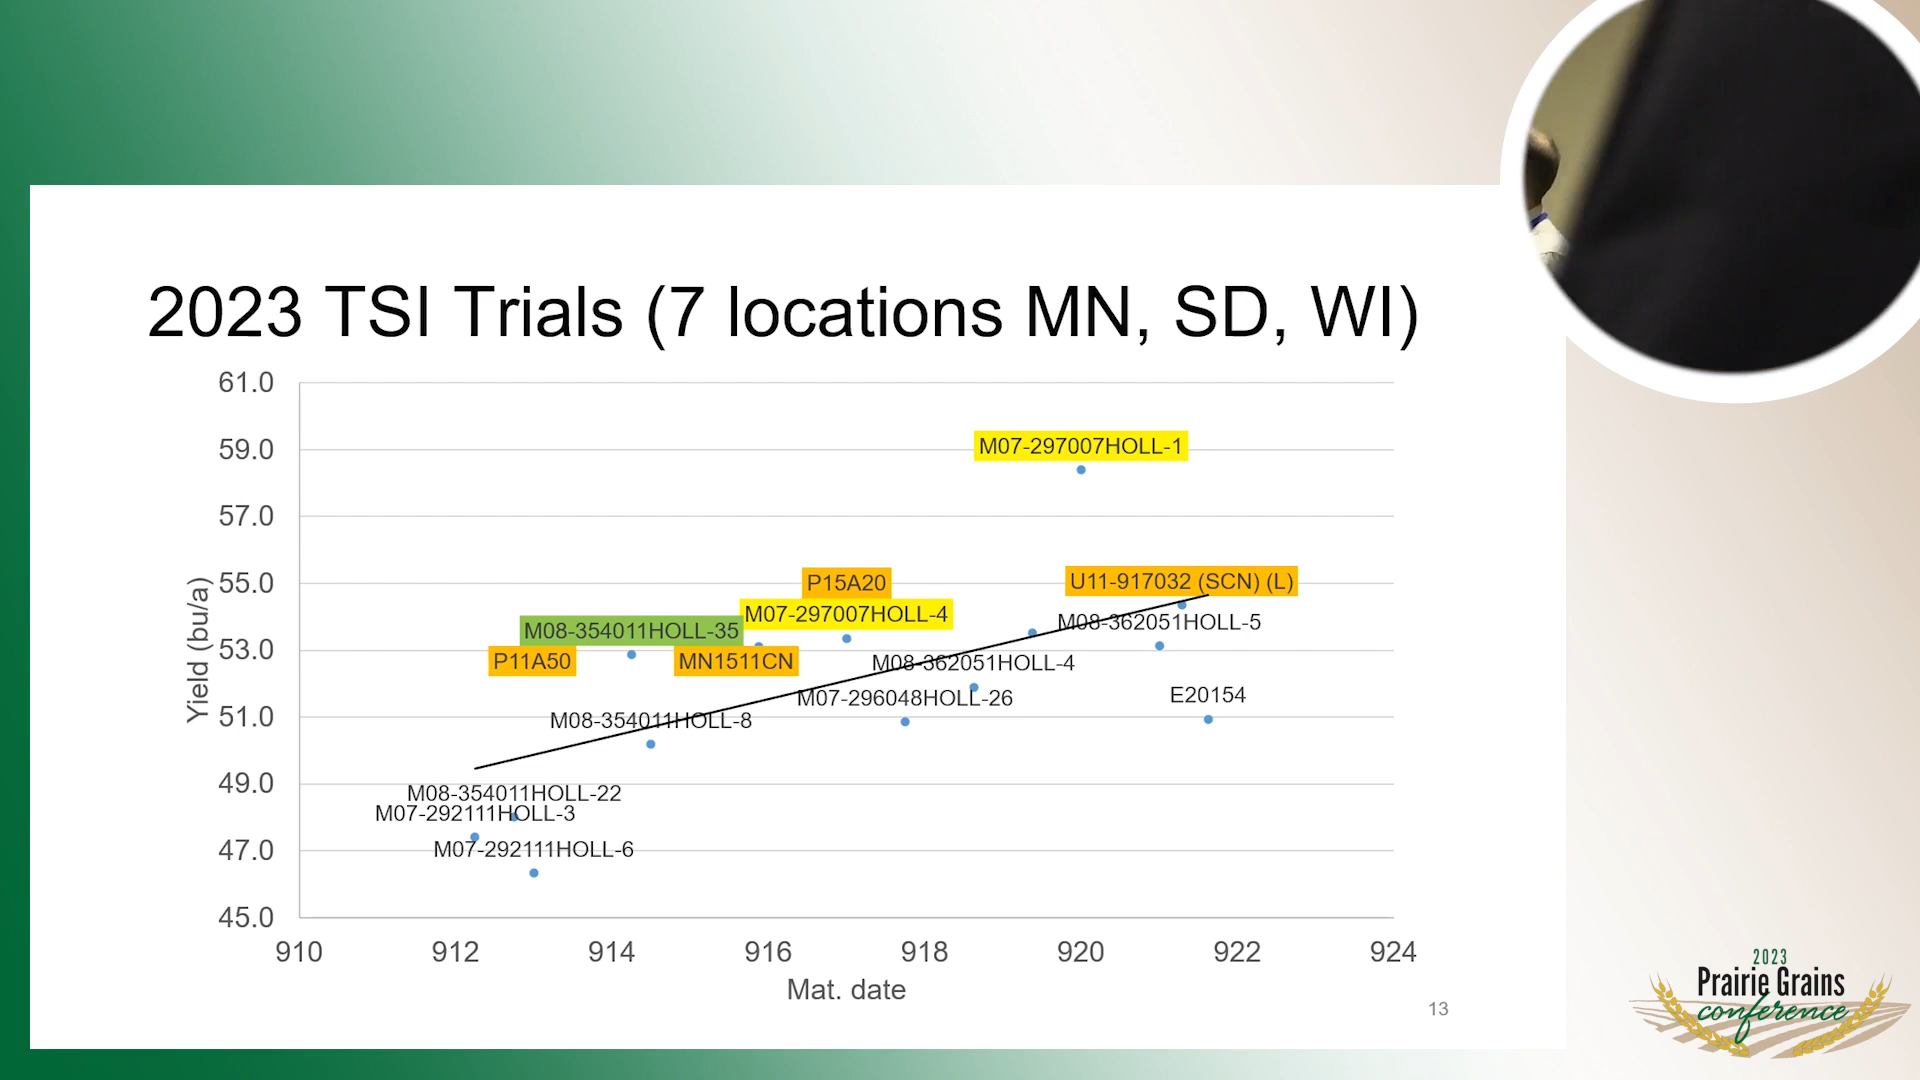 2023 TSI Trials (7 locations MN, SD, WI)
61.0
59.0
57.0
55.0
53.0
51.0
49.0
47.0
45.0
Yield (bu/a)
M07-297007HOLL-1
P15A20
U11-917032 (SCN) (L)
M07-297007HOLL-4
M08-362051HOLL-5
M08-354011HOLL-35
P11A50
MN1511CN
M08-362051HOLL-4
M07-296048HOLL-26
E20154
M08-354011HOLL-8
M08-354011HOLL-22
M07-292111HOLL-3
M07-292111HOLL-6
910 912 914 916 918 920 922 924
Mat. date
13
2023
Prairie Grains
conference